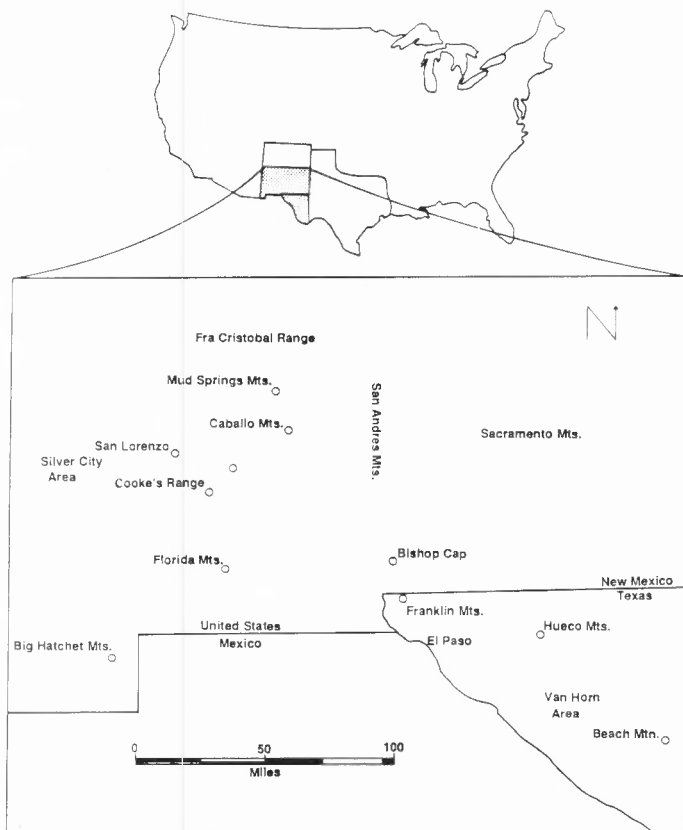 N
Fra Cristobal Range
Mud Springs Mts.
San Andres Mts.
Caballo Mts.
Sacramento Mts.
San Lorenzo
Silver City
Area
Cooke's Range
Florida Mts.
Bishop Cap
New Mexico
Texas
Franklin Mts.
United States
Mexico
El Paso
Hueco Mts.
Big Hatchet Mts.
Van Horn
Area
Beach Mtn.
0 50 100
Miles